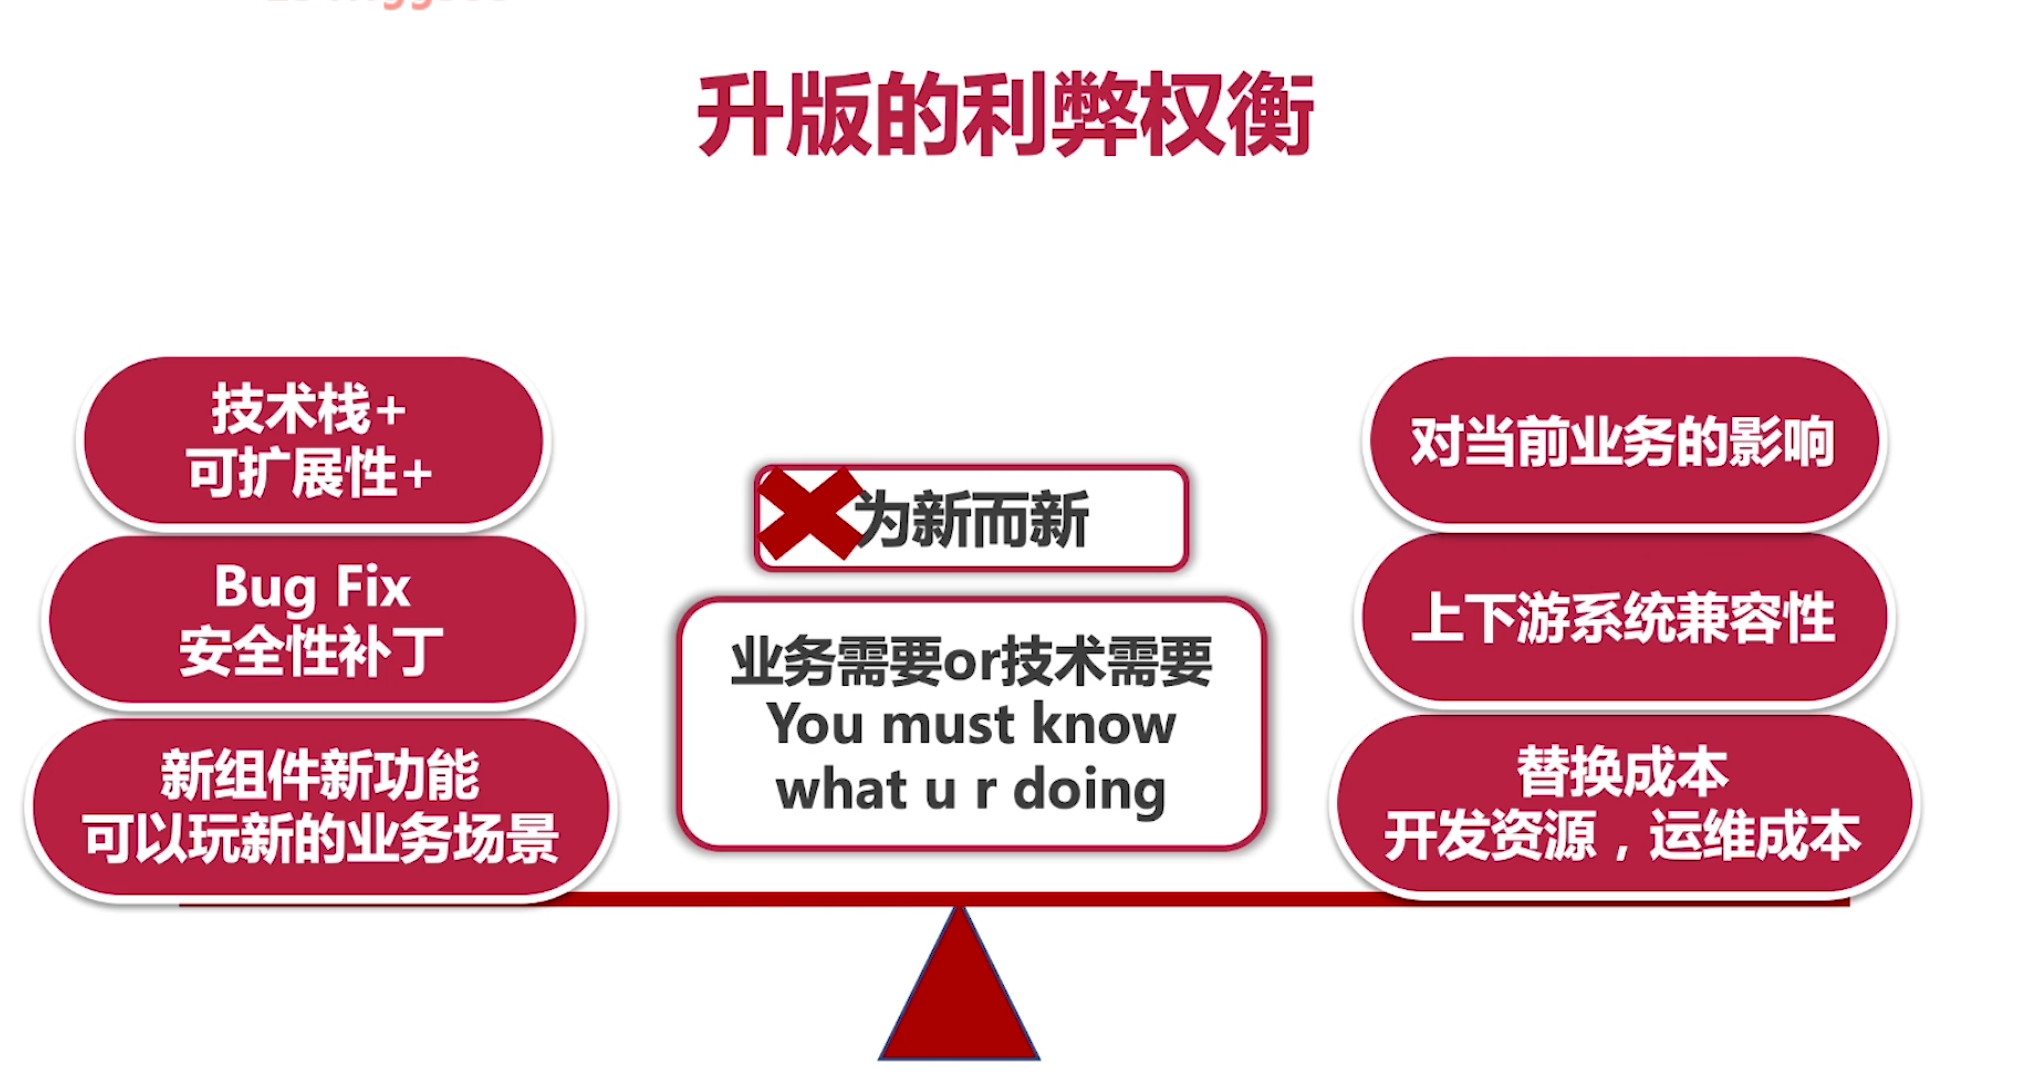 升版的利弊权衡
技术栈+
可扩展性+
Bug Fix
安全性补丁
新组件新功能
可以玩新的业务场景
为新而新
业务需要or技术需要
You must know
what u r doing
对当前业务的影响
上下游系统兼容性
替换成本
开发资源，运维成本